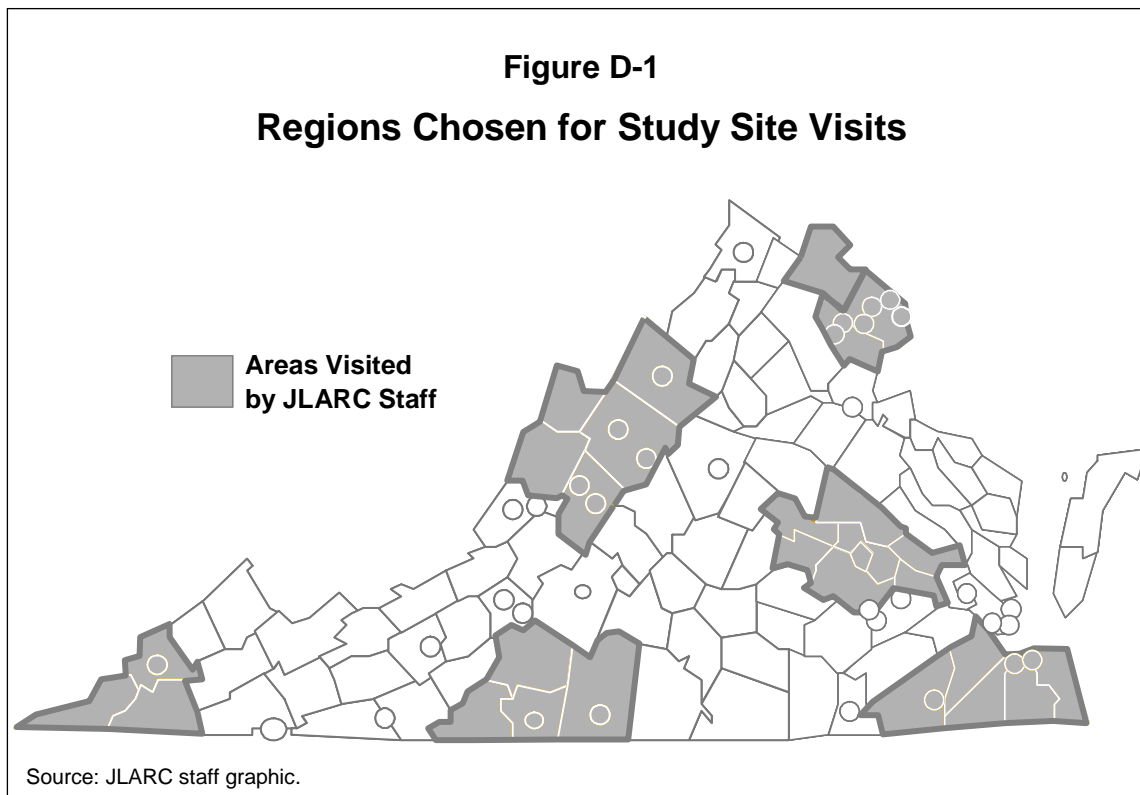 Figure D-1
Regions Chosen for Study Site Visits
Areas Visited
by JLARC Staff
Source: JLARC staff graphic.